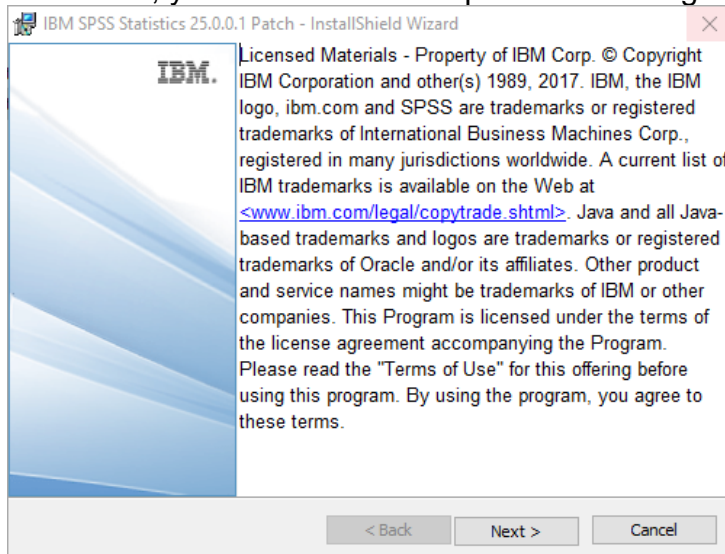 IBM SPSS Statistics 25.0.0.1 Patch - InstallShield Wizard
IBM.
Licensed Materials - Property of IBM Corp. © Copyright
IBM Corporation and other(s) 1989, 2017. IBM, the IBM
logo, ibm.com and SPSS are trademarks or registered
trademarks of International Business Machines Corp.,
registered in many jurisdictions worldwide. A current list of
IBM trademarks is available on the Web at
<www.ibm.com/legal/copytrade.shtml>. Java and all Java-
based trademarks and logos are trademarks or registered
trademarks of Oracle and/or its affiliates. Other product
and service names might be trademarks of IBM or other
companies. This Program is licensed under the terms of
the license agreement accompanying the Program.
Please read the "Terms of Use" for this offering before
using this program. By using the program, you agree to
these terms.
< Back
Next >
Cancel